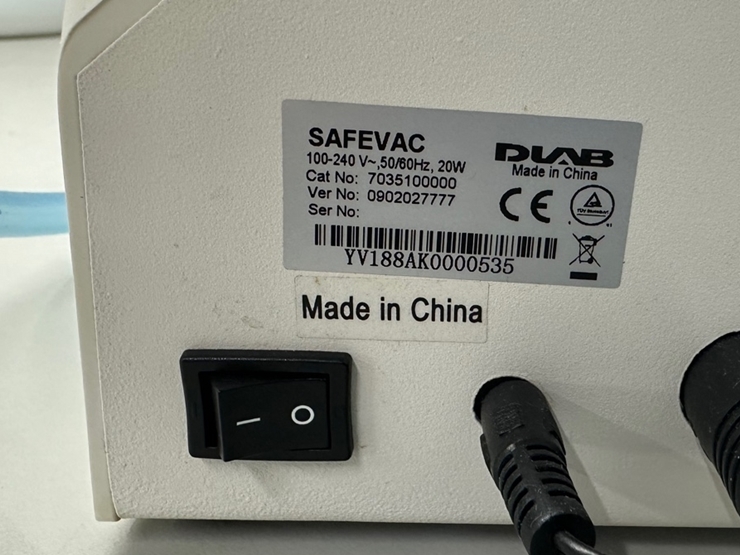 SAFEVAC
100-240 V~,50/60Hz, 20W
Cat No: 7035100000
Ver No: 0902027777
Ser No:
DLAB
Made in China
CE
YV188AK0000535
Made in China
I O